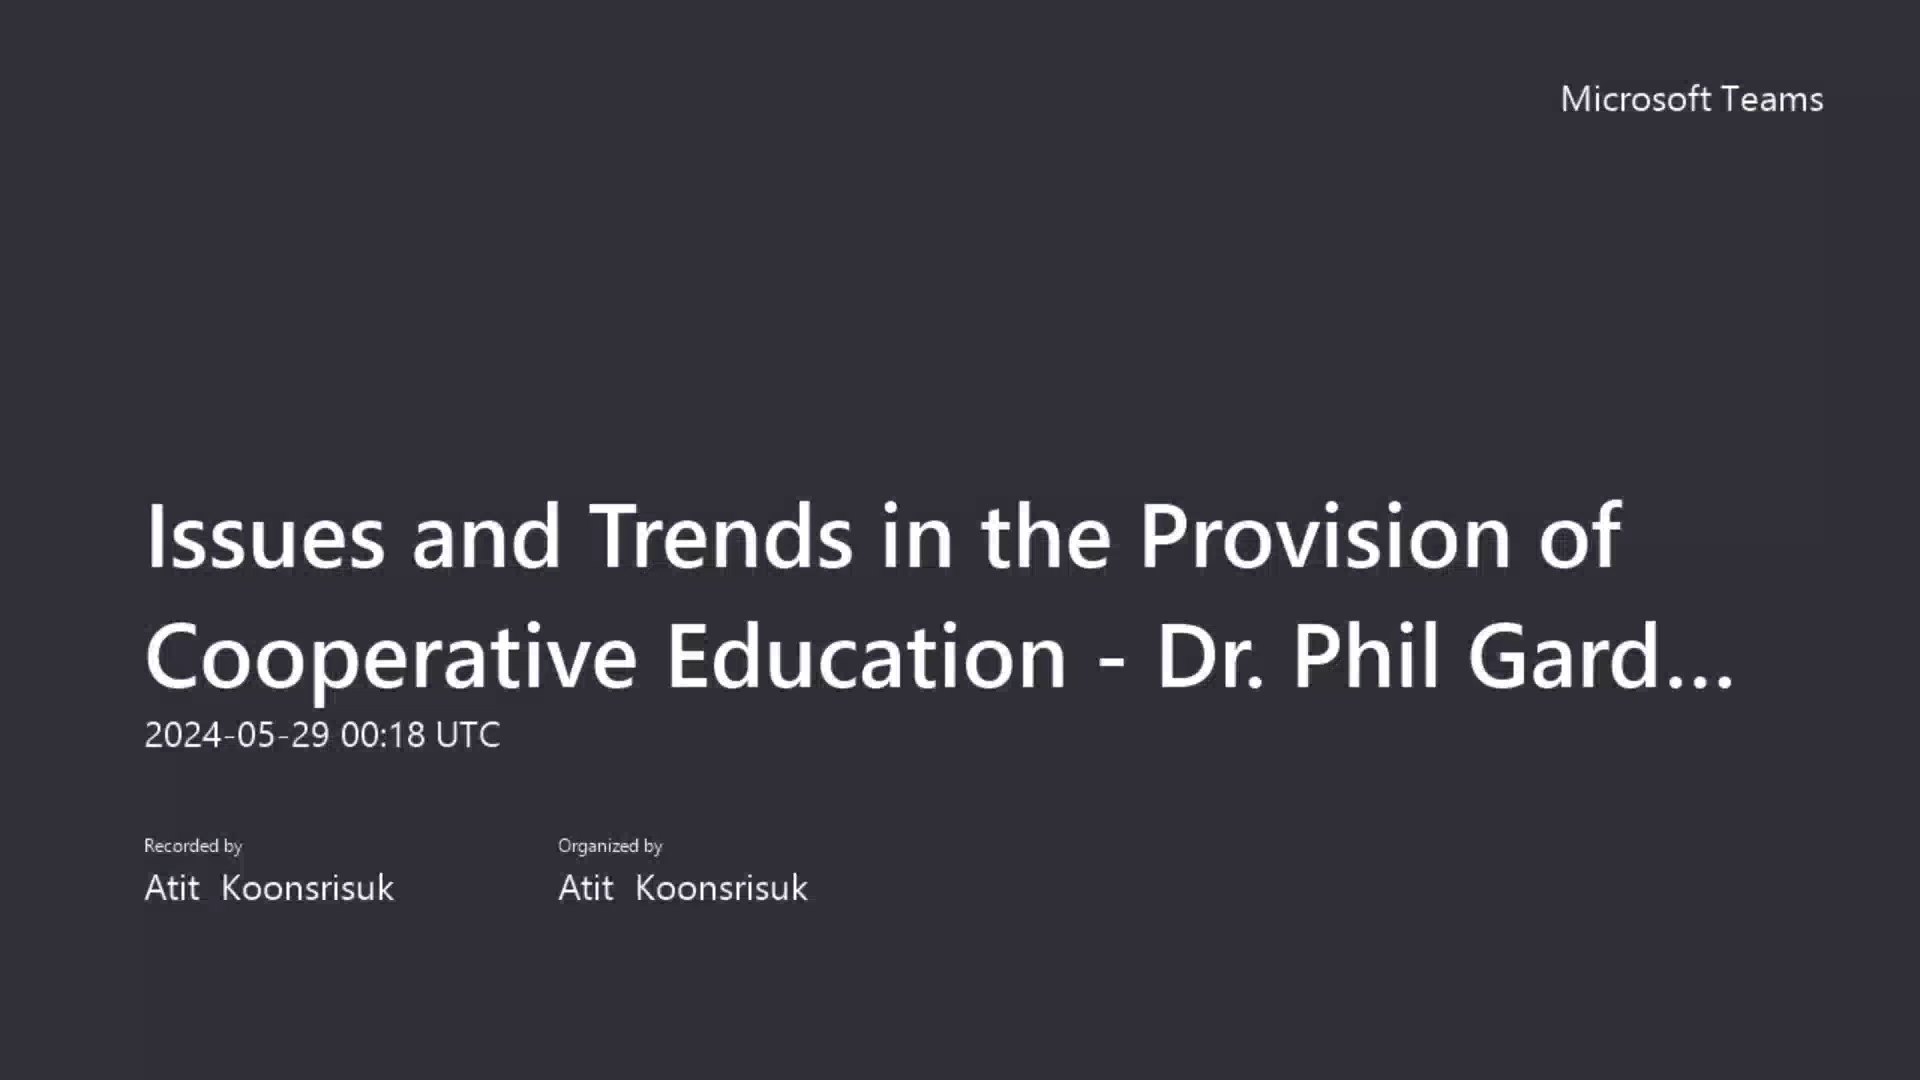 Microsoft Teams
Issues and Trends in the Provision of
Cooperative Education - Dr. Phil Gard...
2024-05-29 00:18 UTC
Recorded by
Organized by
Atit  Koonsrisuk
Atit  Koonsrisuk